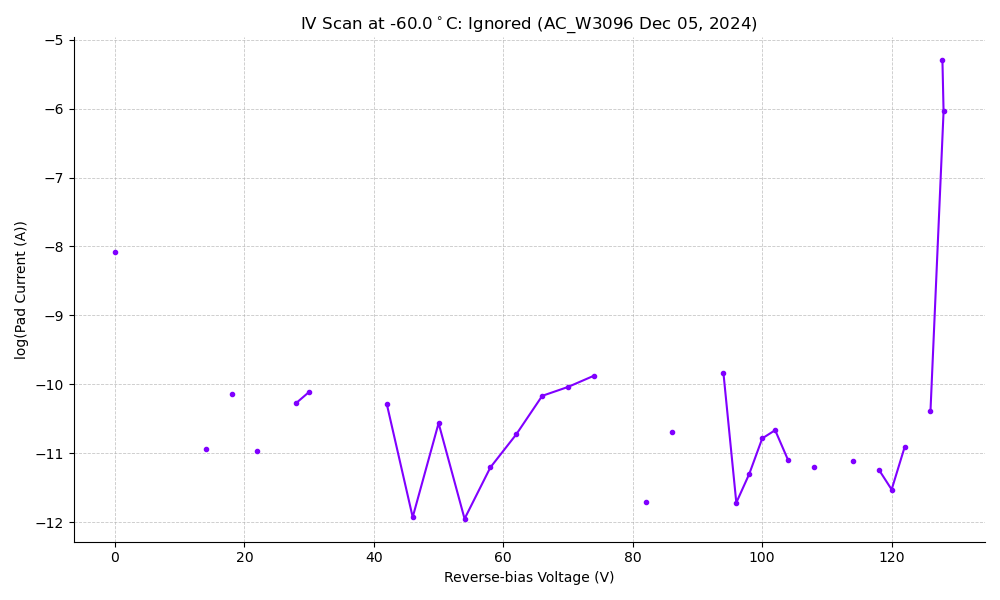 IV Scan at -60.0°C: Ignored (AC_W3096 Dec 05, 2024)
log(Pad Current (A))
−5
−6
−7
−8
−9
−10
−11
−12
0 20 40 60 80 100 120
Reverse-bias Voltage (V)